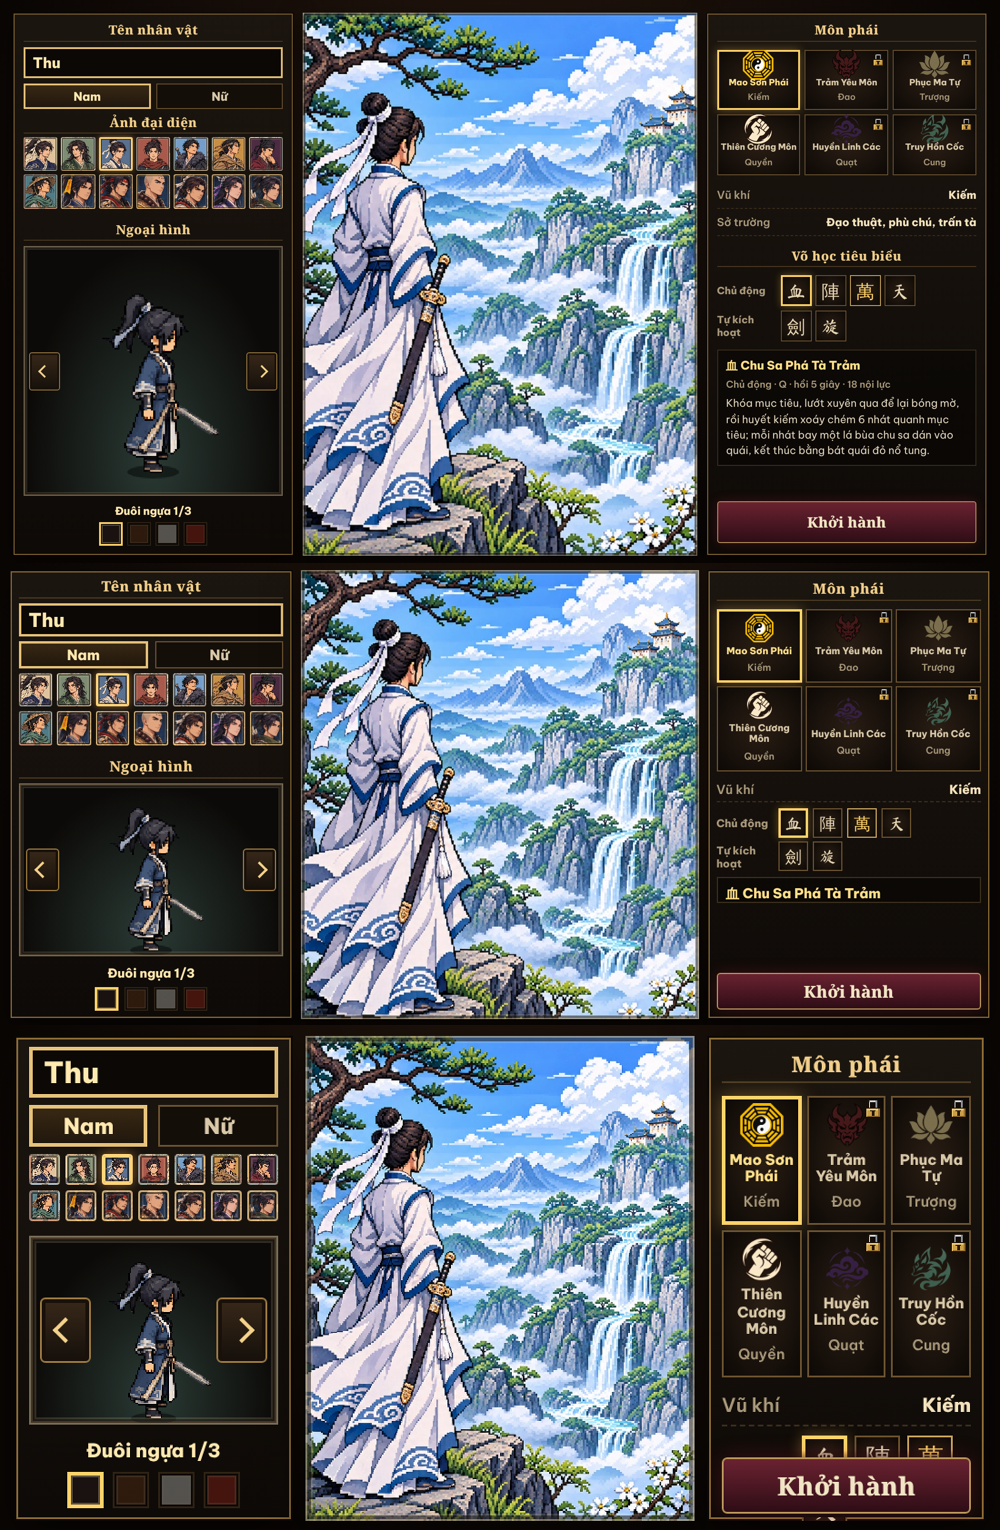 Tên nhân vật
Thu
Nam
Nữ
Ảnh đại diện
Ngoại hình
Đuôi ngựa 1/3
Môn phái
Mao Sơn Phái
Kiếm
Trảm Yêu Môn
Đao
Phục Ma Tự
Trượng
Thiên Cương Môn
Quyền
Huyền Linh Các
Quạt
Truy Hồn Cốc
Cung
Vũ khí
Kiếm
Sở trường
Đạo thuật, phù chú, trấn tà
Võ học tiêu biểu
Chủ động
血 陣 萬 天
Tự kích
hoạt
劍 旋
血 Chu Sa Phá Tà Trảm
Chủ động · Q · hồi 5 giây · 18 nội lực
Khóa mục tiêu, lướt xuyên qua để lại bóng mờ,
rồi huyết kiếm xoáy chém 6 nhát quanh mục
tiêu; mỗi nhát bay một lá bùa chu sa dán vào
quái, kết thúc bằng bát quái đỏ nổ tung.
Khởi hành
Tên nhân vật
Thu
Nam
Nữ
Ngoại hình
Đuôi ngựa 1/3
Môn phái
Mao Sơn Phái
Kiếm
Trảm Yêu Môn
Đao
Phục Ma Tự
Trượng
Thiên Cương
Môn
Quyền
Huyền Linh Các
Quạt
Truy Hồn Cốc
Cung
Vũ khí
Kiếm
Chủ động
血 陣 萬 天
Tự kích
hoạt
劍 旋
血 Chu Sa Phá Tà Trảm
Khởi hành
Thu
Nam
Nữ
Đuôi ngựa 1/3
Môn phái
Mao Sơn
Phái
Kiếm
Trảm
Yêu Môn
Đao
Phục Ma
Tự
Trượng
Thiên
Cương
Môn
Quyền
Huyền
Linh Các
Quạt
Truy Hồn
Cốc
Cung
Vũ khí
Kiếm
血 陣 萬
Khởi hành